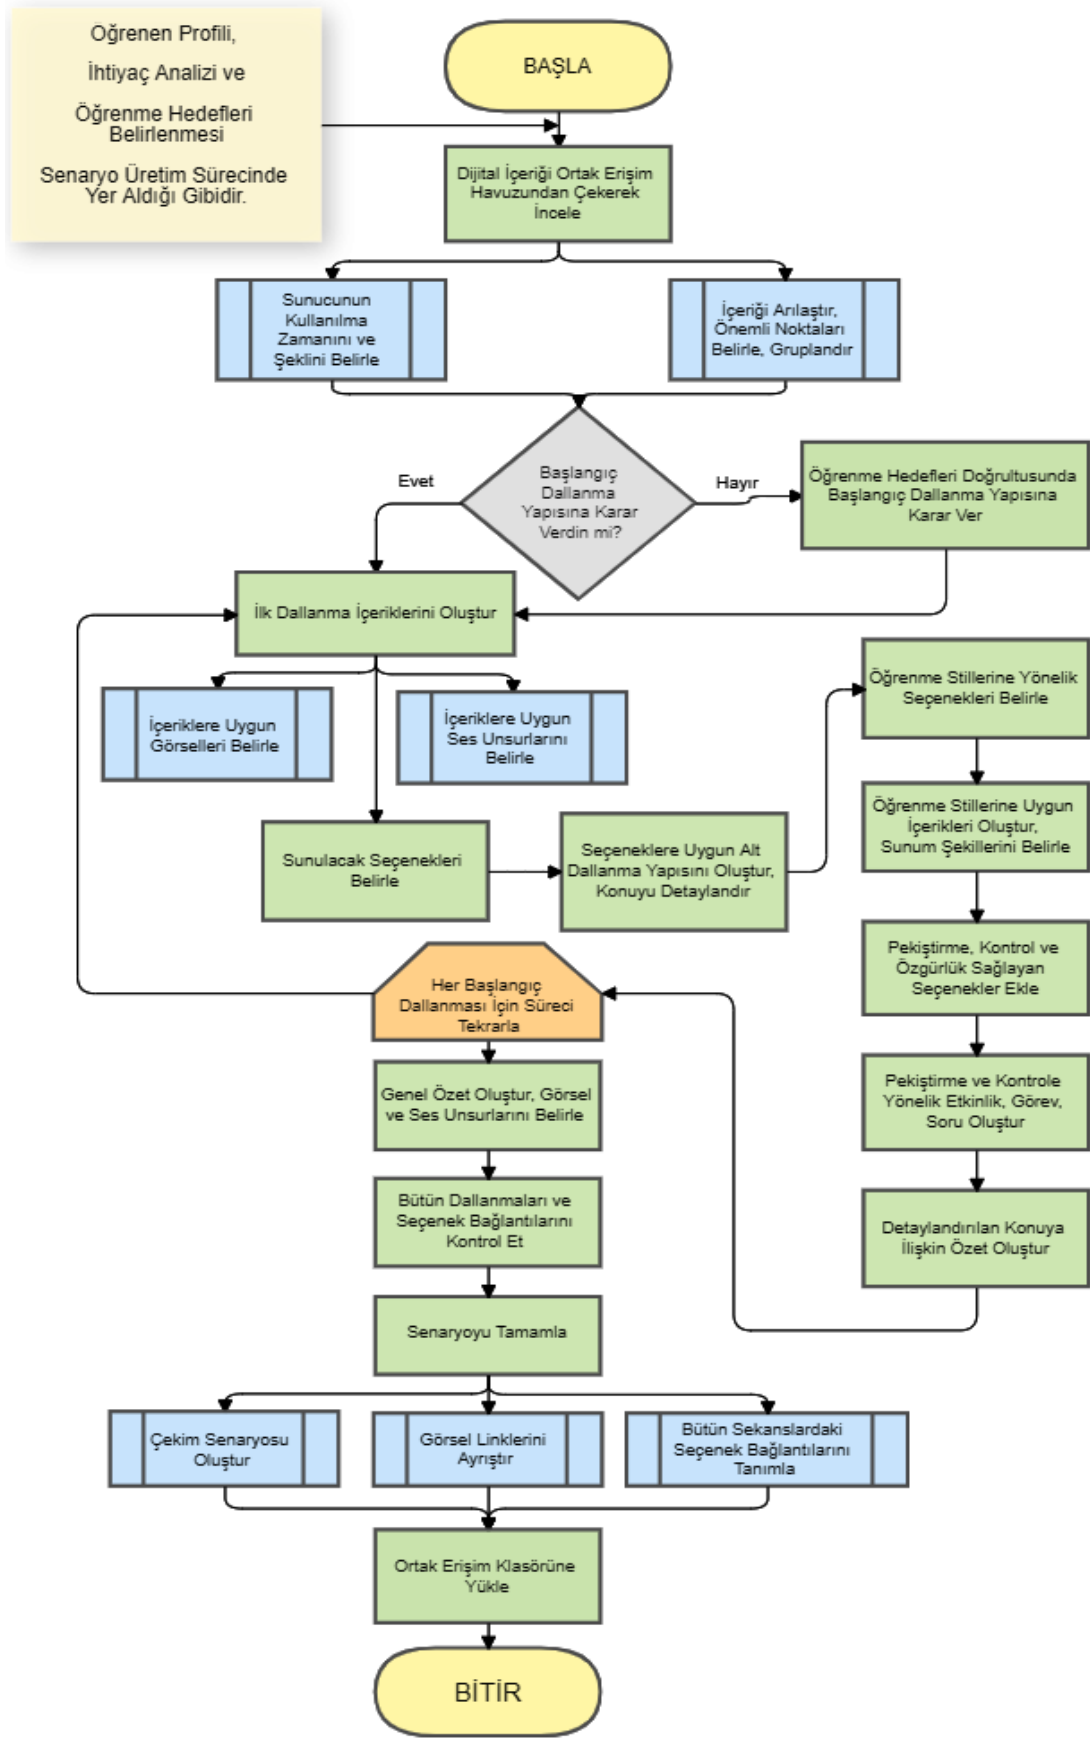 Öğrenen Profili,
İhtiyaç Analizi ve
Öğrenme Hedefleri
Belirlenmesi
Senaryo Üretim Sürecinde
Yer Aldığı Gibidir.
BAŞLA
Dijital İçeriği Ortak Erişim
Havuzundan Çekerek
İncele
Sunucunun
Kullanılma
Zamanını ve
Şeklini Belirle
İçeriği Arılaştır,
Önemli Noktaları
Belirle, Gruplandır
Başlangıç
Dallanma
Yapısına Karar
Verdin mi?
Evet
Hayır
Öğrenme Hedefleri Doğrultusunda
Başlangıç Dallanma Yapısına
Karar Ver
İlk Dallanma İçeriklerini Oluştur
İçeriklere Uygun
Görselleri Belirle
İçeriklere Uygun
Ses Unsurlarını
Belirle
Sunulacak Seçenekleri
Belirle
Seçeneklere Uygun Alt
Dallanma Yapısını Oluştur,
Konuyu Detaylandır
Öğrenme Stillerine Yönelik
Seçenekleri Belirle
Öğrenme Stillerine Uygun
İçerikleri Oluştur,
Sunum Şekillerini Belirle
Pekiştirme, Kontrol ve
Özgürlük Sağlayan
Seçenekler Ekle
Pekiştirme ve Kontrole
Yönelik Etkinlik, Görev,
Soru Oluştur
Detaylandırılan Konuya
İlişkin Özet Oluştur
Her Başlangıç
Dallanması İçin Süreci
Tekrarla
Genel Özet Oluştur, Görsel
ve Ses Unsurlarını Belirle
Bütün Dallanmaları ve
Seçenek Bağlantılarını
Kontrol Et
Senaryoyu Tamamla
Çekim Senaryosu
Oluştur
Görsel Linklerini
Ayrıştır
Bütün Sekanslardaki
Seçenek Bağlantılarını
Tanımla
Ortak Erişim Klasörüne
Yükle
BİTİR